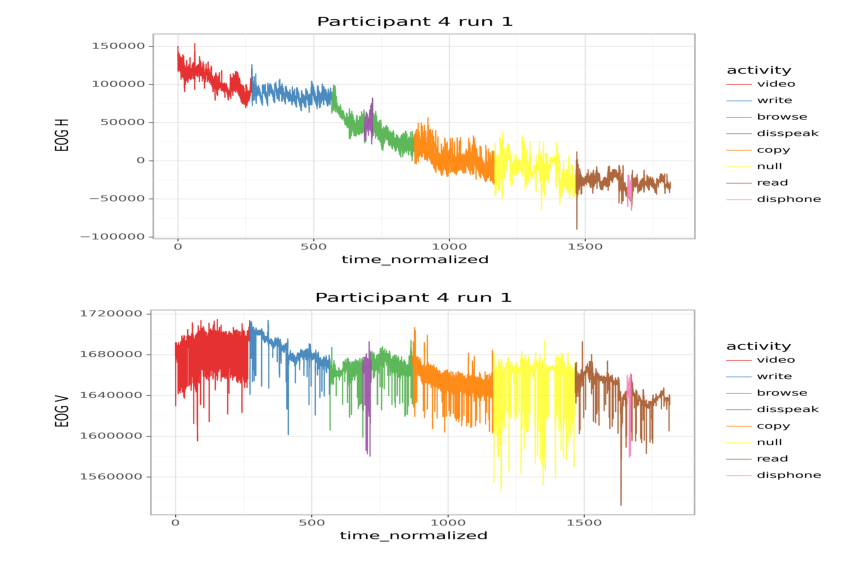 Participant 4 run 1
150000
100000
50000
0
−50000
−100000
EOG H
0 500 1000 1500
time_normalized
activity
video
write
browse
disspeak
copy
null
read
disphone
Participant 4 run 1
1720000
1680000
1640000
1600000
1560000
EOG V
0 500 1000 1500
time_normalized
activity
video
write
browse
disspeak
copy
null
read
disphone